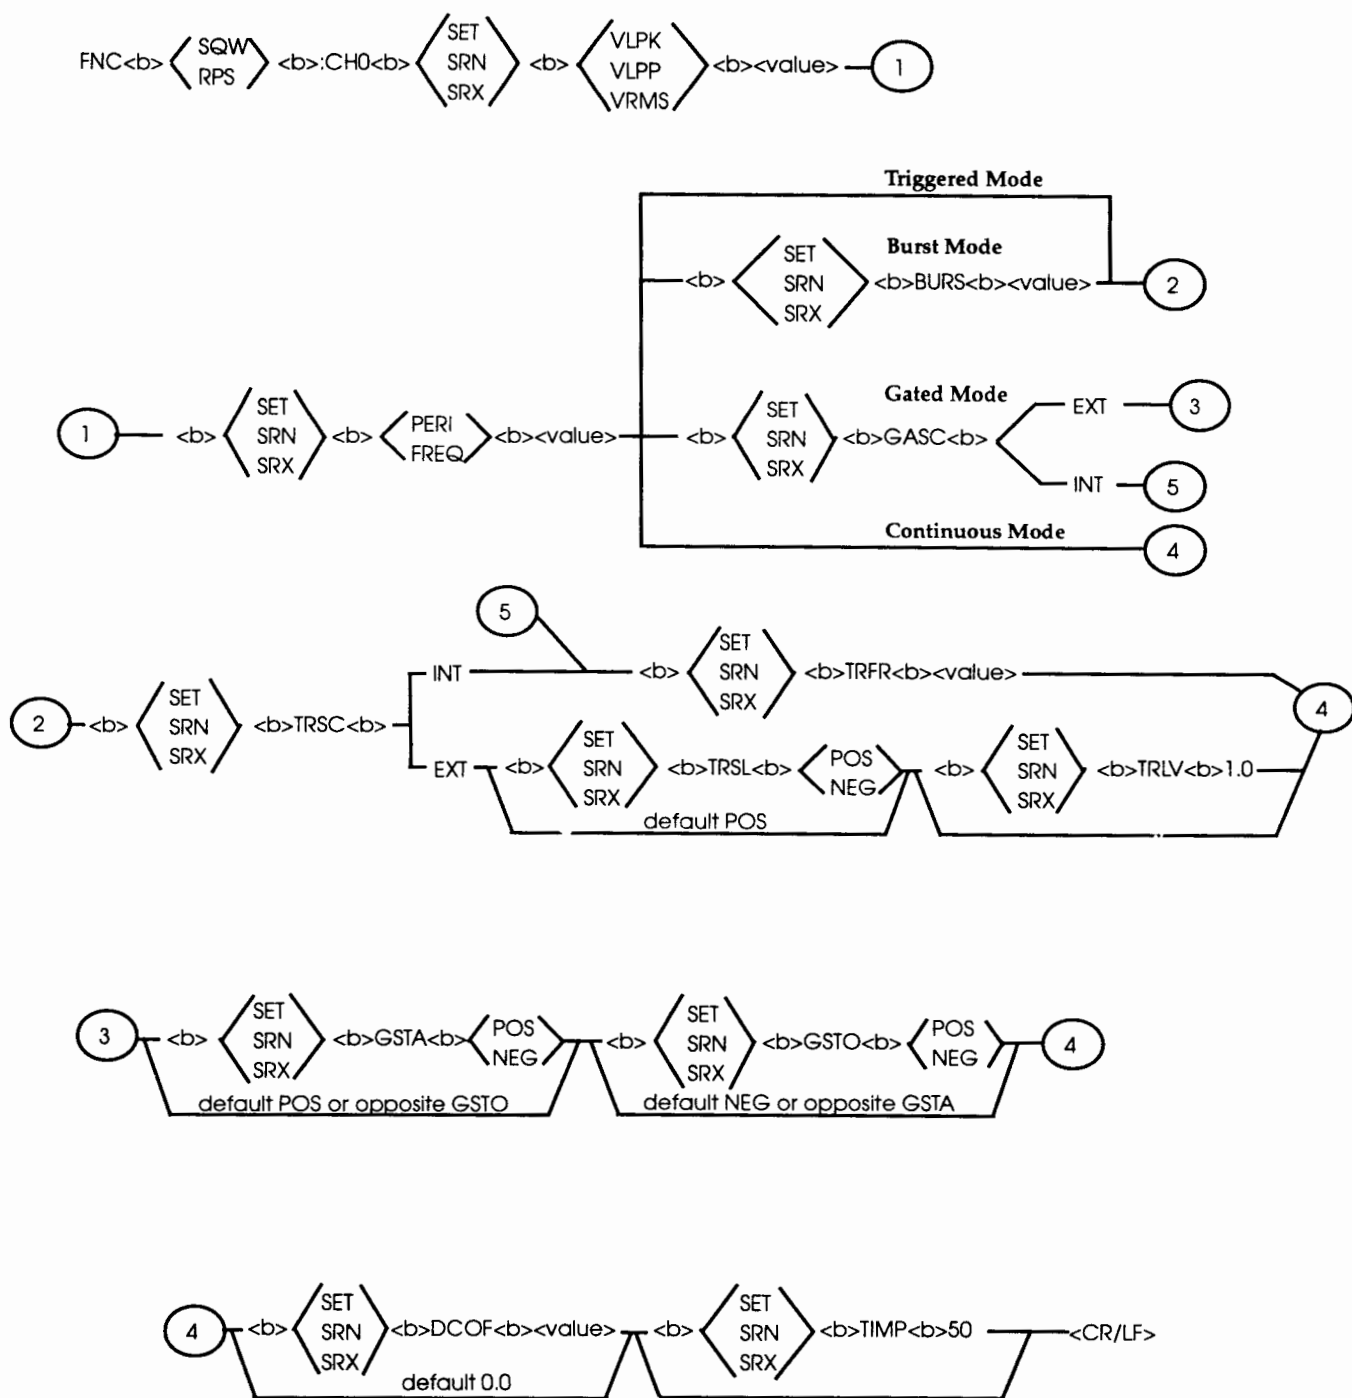 FNC<b> SQW RPS <b>:CH0<b> SET SRN SRX <b> VLPK VLPP VRMS <b><value> 1
Triggered Mode
Burst Mode
<b> SET SRN SRX <b>BURS<b><value> 2
1 <b> SET SRN SRX <b> PERI FREQ <b><value>
Gated Mode
<b> SET SRN SRX <b>GASC<b> EXT 3
INT 5
Continuous Mode
4
5
2 <b> SET SRN SRX <b>TRSC<b>
INT <b> SET SRN SRX <b>TRFR<b><value> 4
EXT <b> SET SRN SRX <b>TRSL<b> POS NEG <b> SET SRN SRX <b>TRLV<b>1.0
default POS
3 <b> SET SRN SRX <b>GSTA<b> POS NEG <b> SET SRN SRX <b>GSTO<b> POS NEG 4
default POS or opposite GSTO default NEG or opposite GSTA
4 <b> SET SRN SRX <b>DCOF<b><value> <b> SET SRN SRX <b>TIMP<b>50 <CR/LF>
default 0.0